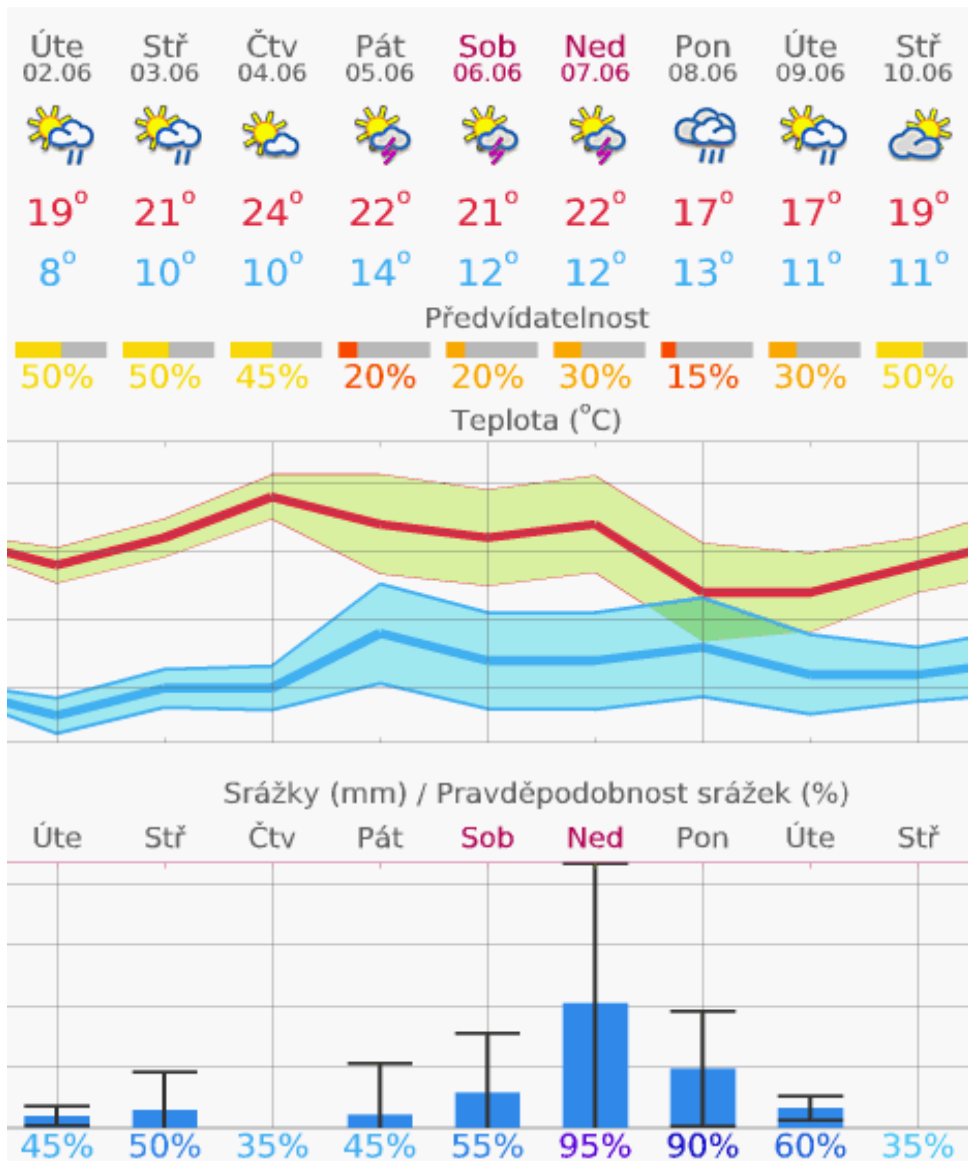 Úte Stř Čtv Pát Sob Ned Pon Úte Stř
02.06 03.06 04.06 05.06 06.06 07.06 08.06 09.06 10.06
19° 21° 24° 22° 21° 22° 17° 17° 19°
8° 10° 10° 14° 12° 12° 13° 11° 11°
Předvídatelnost
50% 50% 45% 20% 20% 30% 15% 30% 50%
Teplota (°C)
Srážky (mm) / Pravděpodobnost srážek (%)
Úte Stř Čtv Pát Sob Ned Pon Úte Stř
45% 50% 35% 45% 55% 95% 90% 60% 35%